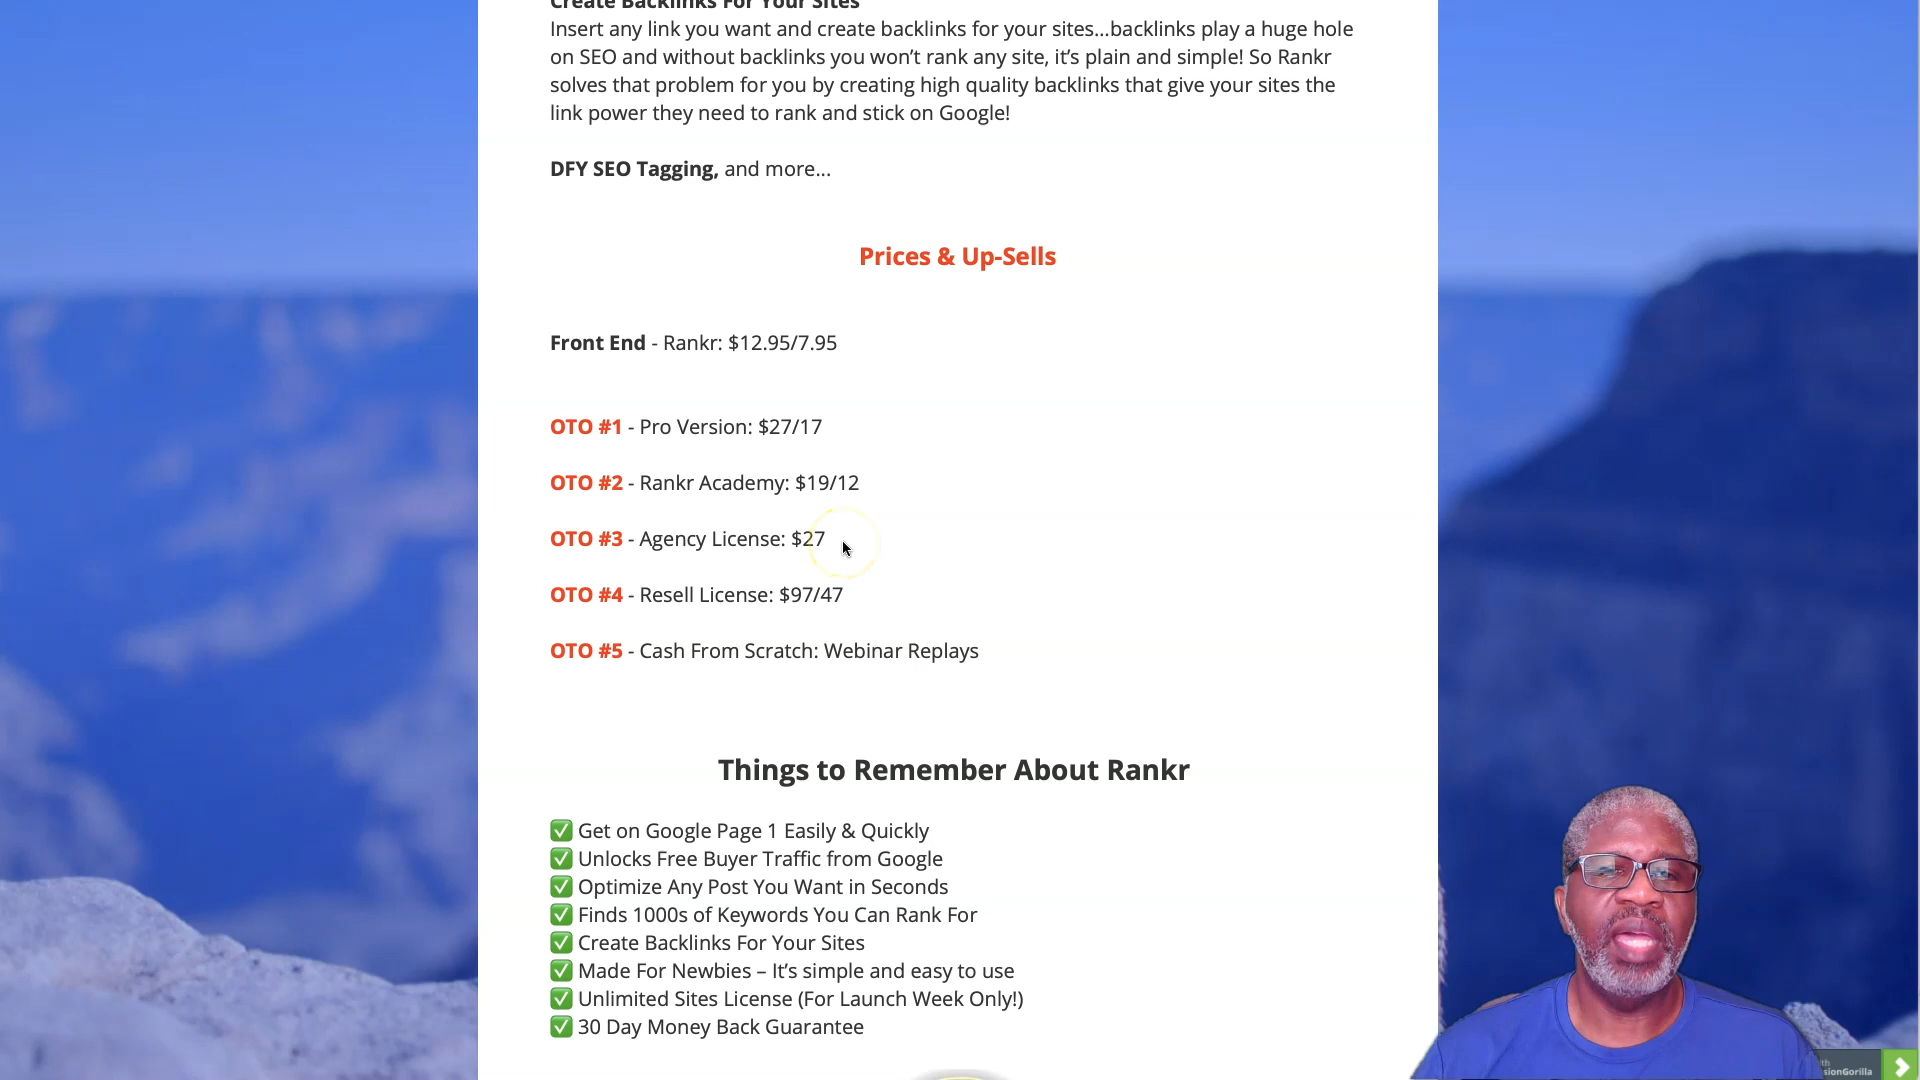 Create Backlinks For Your Sites
Insert any link you want and create backlinks for your sites...backlinks play a huge hole
on SEO and without backlinks you won't rank any site, it's plain and simple! So Rankr
solves that problem for you by creating high quality backlinks that give your sites the
link power they need to rank and stick on Google!
DFY SEO Tagging, and more...
Prices & Up-Sells
Front End - Rankr: $12.95/7.95
OTO #1 - Pro Version: $27/17
OTO #2 - Rankr Academy: $19/12
OTO #3 - Agency License: $27
OTO #4 - Resell License: $97/47
OTO #5 - Cash From Scratch: Webinar Replays
Things to Remember About Rankr
✅ Get on Google Page 1 Easily & Quickly
✅ Unlocks Free Buyer Traffic from Google
✅ Optimize Any Post You Want in Seconds
✅ Finds 1000s of Keywords You Can Rank For
✅ Create Backlinks For Your Sites
✅ Made For Newbies – It's simple and easy to use
✅ Unlimited Sites License (For Launch Week Only!)
✅ 30 Day Money Back Guarantee